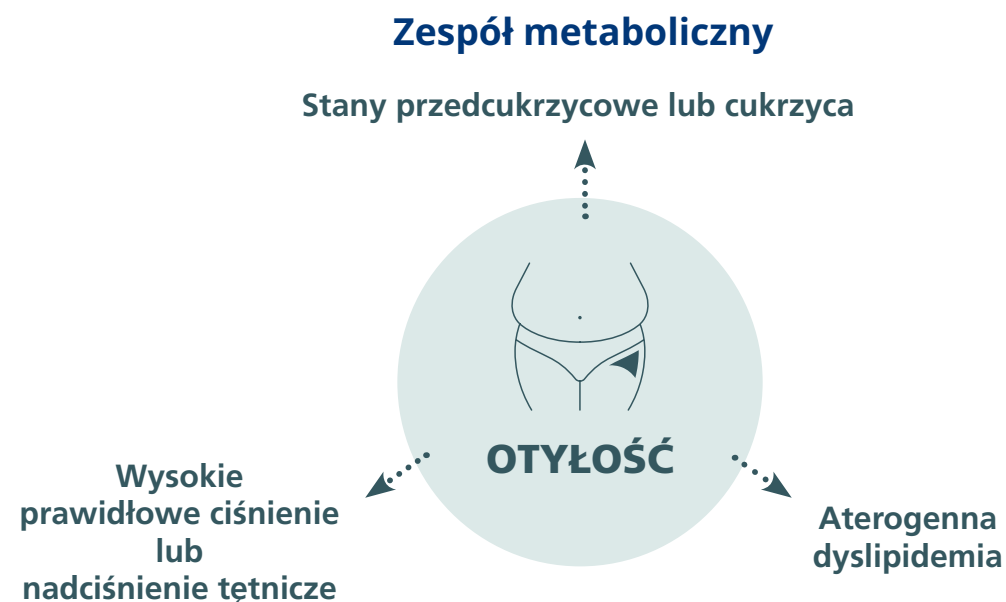 Zespół metaboliczny
Stany przedcukrzycowe lub cukrzyca
OTYŁOŚĆ
Wysokie
prawidłowe ciśnienie
lub
nadciśnienie tętnicze
Aterogenna
dyslipidemia